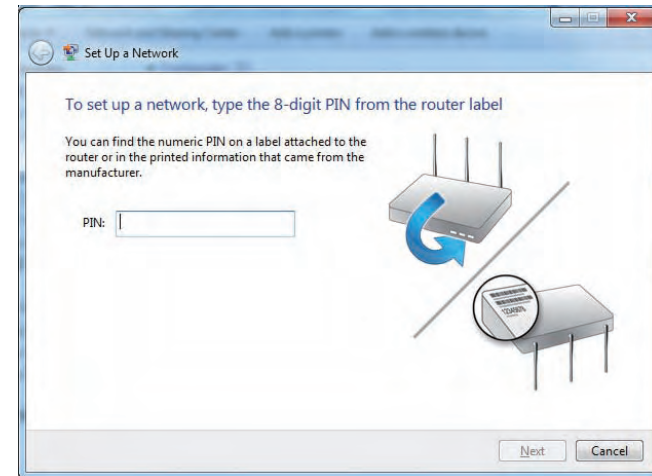 Set Up a Network
To set up a network, type the 8-digit PIN from the router label
You can find the numeric PIN on a label attached to the
router or in the printed information that came from the
manufacturer.
PIN:
12345670
Next
Cancel